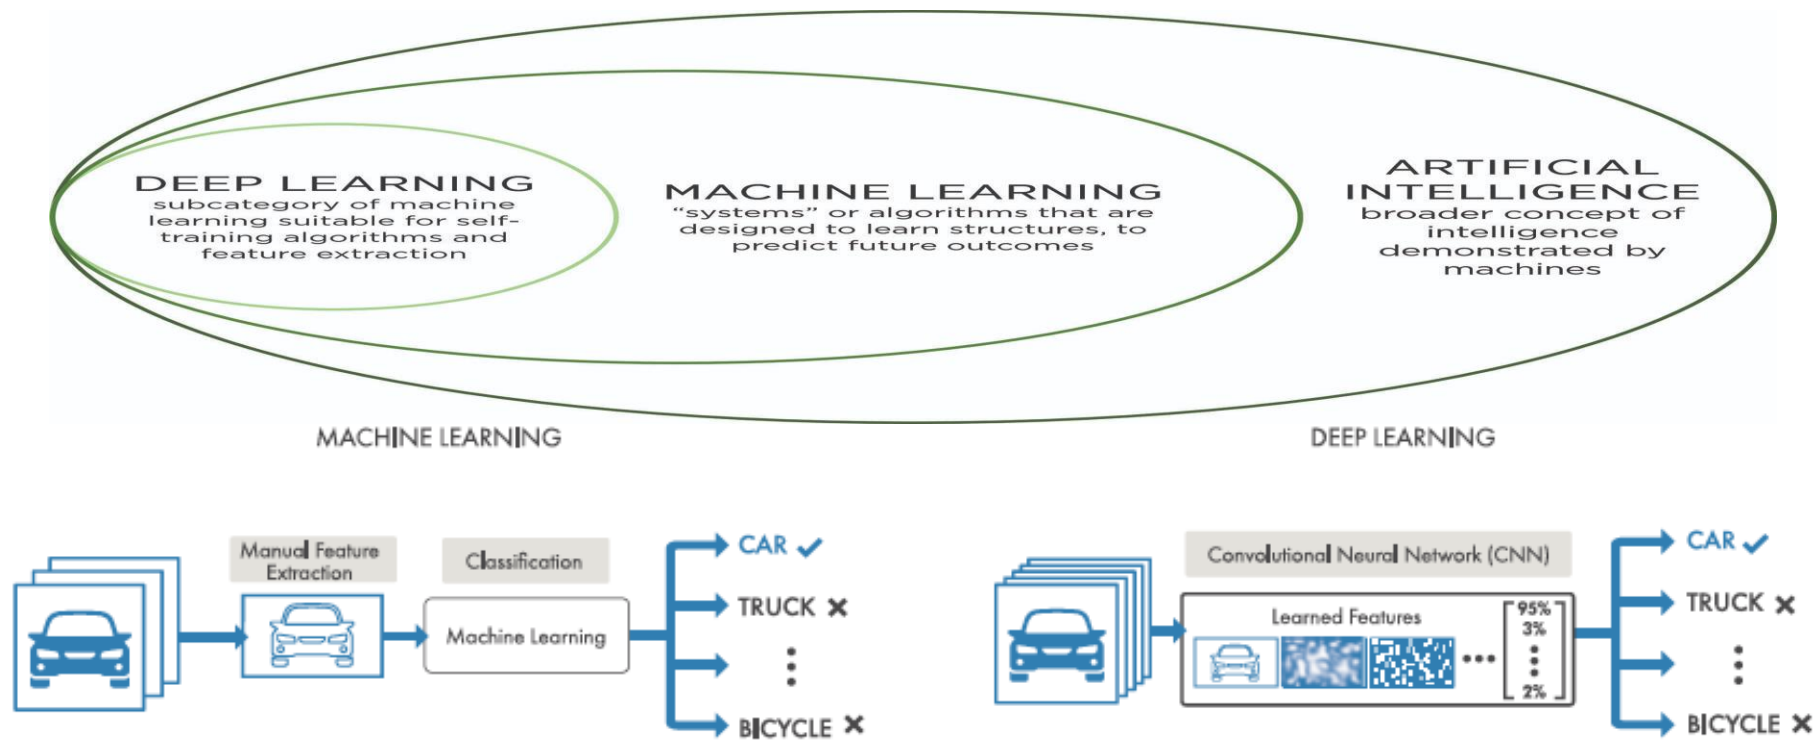 DEEP LEARNING
subcategory of machine
learning suitable for self-
training algorithms and
feature extraction
MACHINE LEARNING
“systems” or algorithms that are
designed to learn structures, to
predict future outcomes
ARTIFICIAL
INTELLIGENCE
broader concept of
intelligence
demonstrated by
machines
MACHINE LEARNING
Manual Feature
Extraction
Classification
Machine Learning
CAR
TRUCK
BICYCLE
DEEP LEARNING
Convolutional Neural Network (CNN)
Learned Features
95%
3%
2%
CAR
TRUCK
BICYCLE